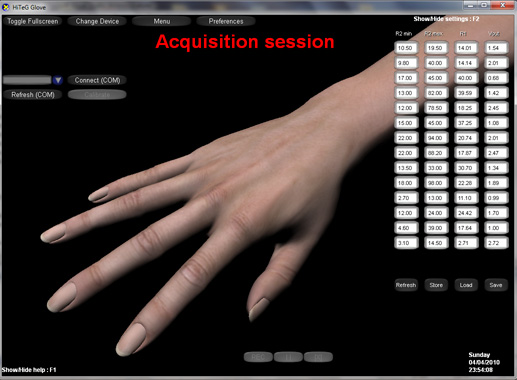 HiTeG Glove
Toggle Fullscreen Change Device Menu Preferences Show/Hide settings : F2
Acquisition session
R2 min R2 max R1 Vout
10.50 19.50 14.01 1.54
9.80 40.00 14.14 2.01
17.00 45.00 40.00 0.68
13.00 82.00 39.59 1.42
12.00 78.50 18.25 2.45
15.00 45.00 37.25 1.08
22.00 94.00 20.74 2.01
22.00 88.20 17.87 2.47
13.50 33.00 30.70 1.34
18.00 98.00 22.28 1.89
2.70 13.00 11.10 0.99
12.00 24.00 24.42 1.70
4.60 39.00 17.64 1.00
3.10 14.50 2.71 2.72
Connect (COM)
Refresh (COM) Calibrate
Refresh Store Load Save
Show/Hide help : F1
Sunday
04/04/2010
23:54:08